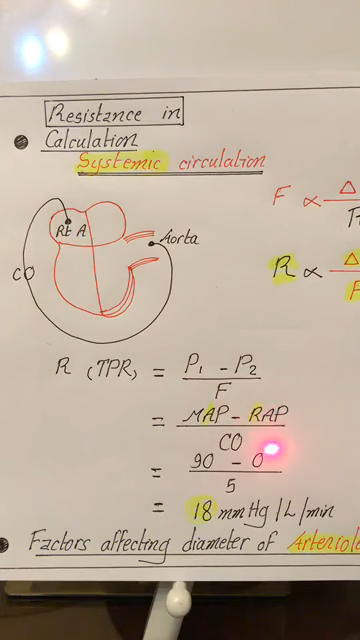 Resistance in
Calculation
Systemic circulation
F ∝ Δ
Rt A
Aorta
CO
R ∝ Δ
F
R (TPR) = P₁ - P₂
F
= MAP - RAP
CO
= 90 - 0
5
= 18 mmHg /L/min
Factors affecting diameter of